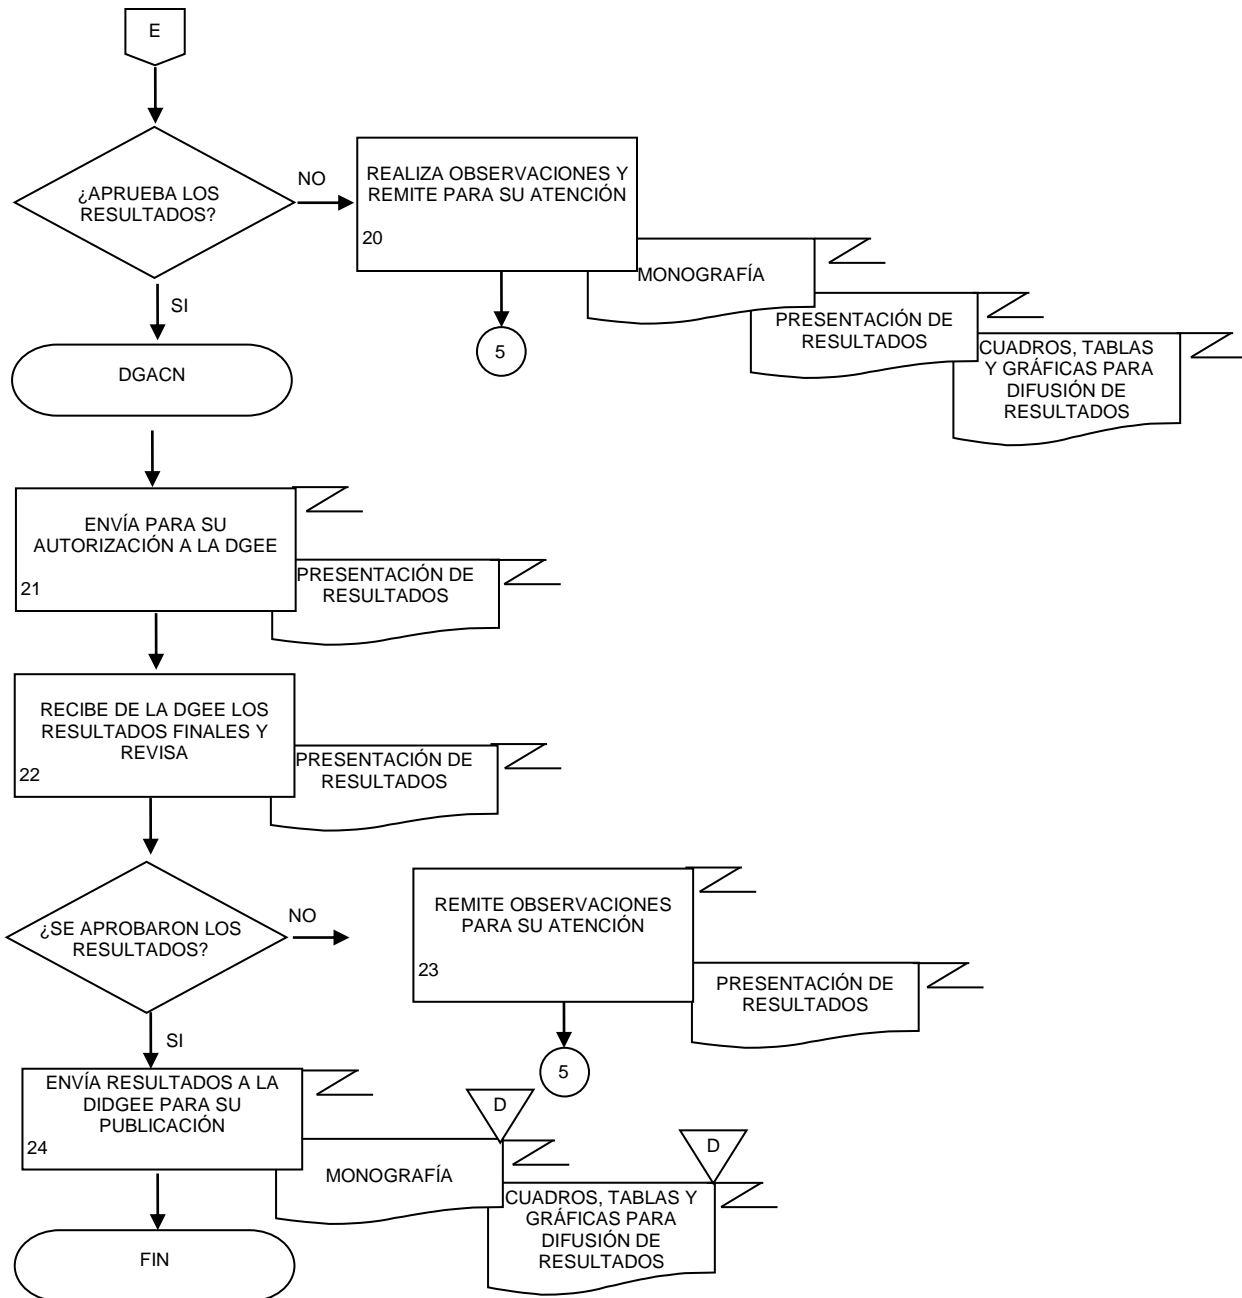 E
¿APRUEBA LOS
RESULTADOS?
NO
REALIZA OBSERVACIONES Y
REMITE PARA SU ATENCIÓN
20
MONOGRAFÍA
PRESENTACIÓN DE
RESULTADOS
CUADROS, TABLAS
Y GRÁFICAS PARA
DIFUSIÓN DE
RESULTADOS
5
SI
DGACN
ENVÍA PARA SU
AUTORIZACIÓN A LA DGEE
21
PRESENTACIÓN DE
RESULTADOS
RECIBE DE LA DGEE LOS
RESULTADOS FINALES Y
REVISA
22
PRESENTACIÓN DE
RESULTADOS
¿SE APROBARON LOS
RESULTADOS?
NO
REMITE OBSERVACIONES
PARA SU ATENCIÓN
23
PRESENTACIÓN DE
RESULTADOS
5
SI
ENVÍA RESULTADOS A LA
DIDGEE PARA SU
PUBLICACIÓN
24
D
MONOGRAFÍA
D
CUADROS, TABLAS Y
GRÁFICAS PARA
DIFUSIÓN DE
RESULTADOS
FIN